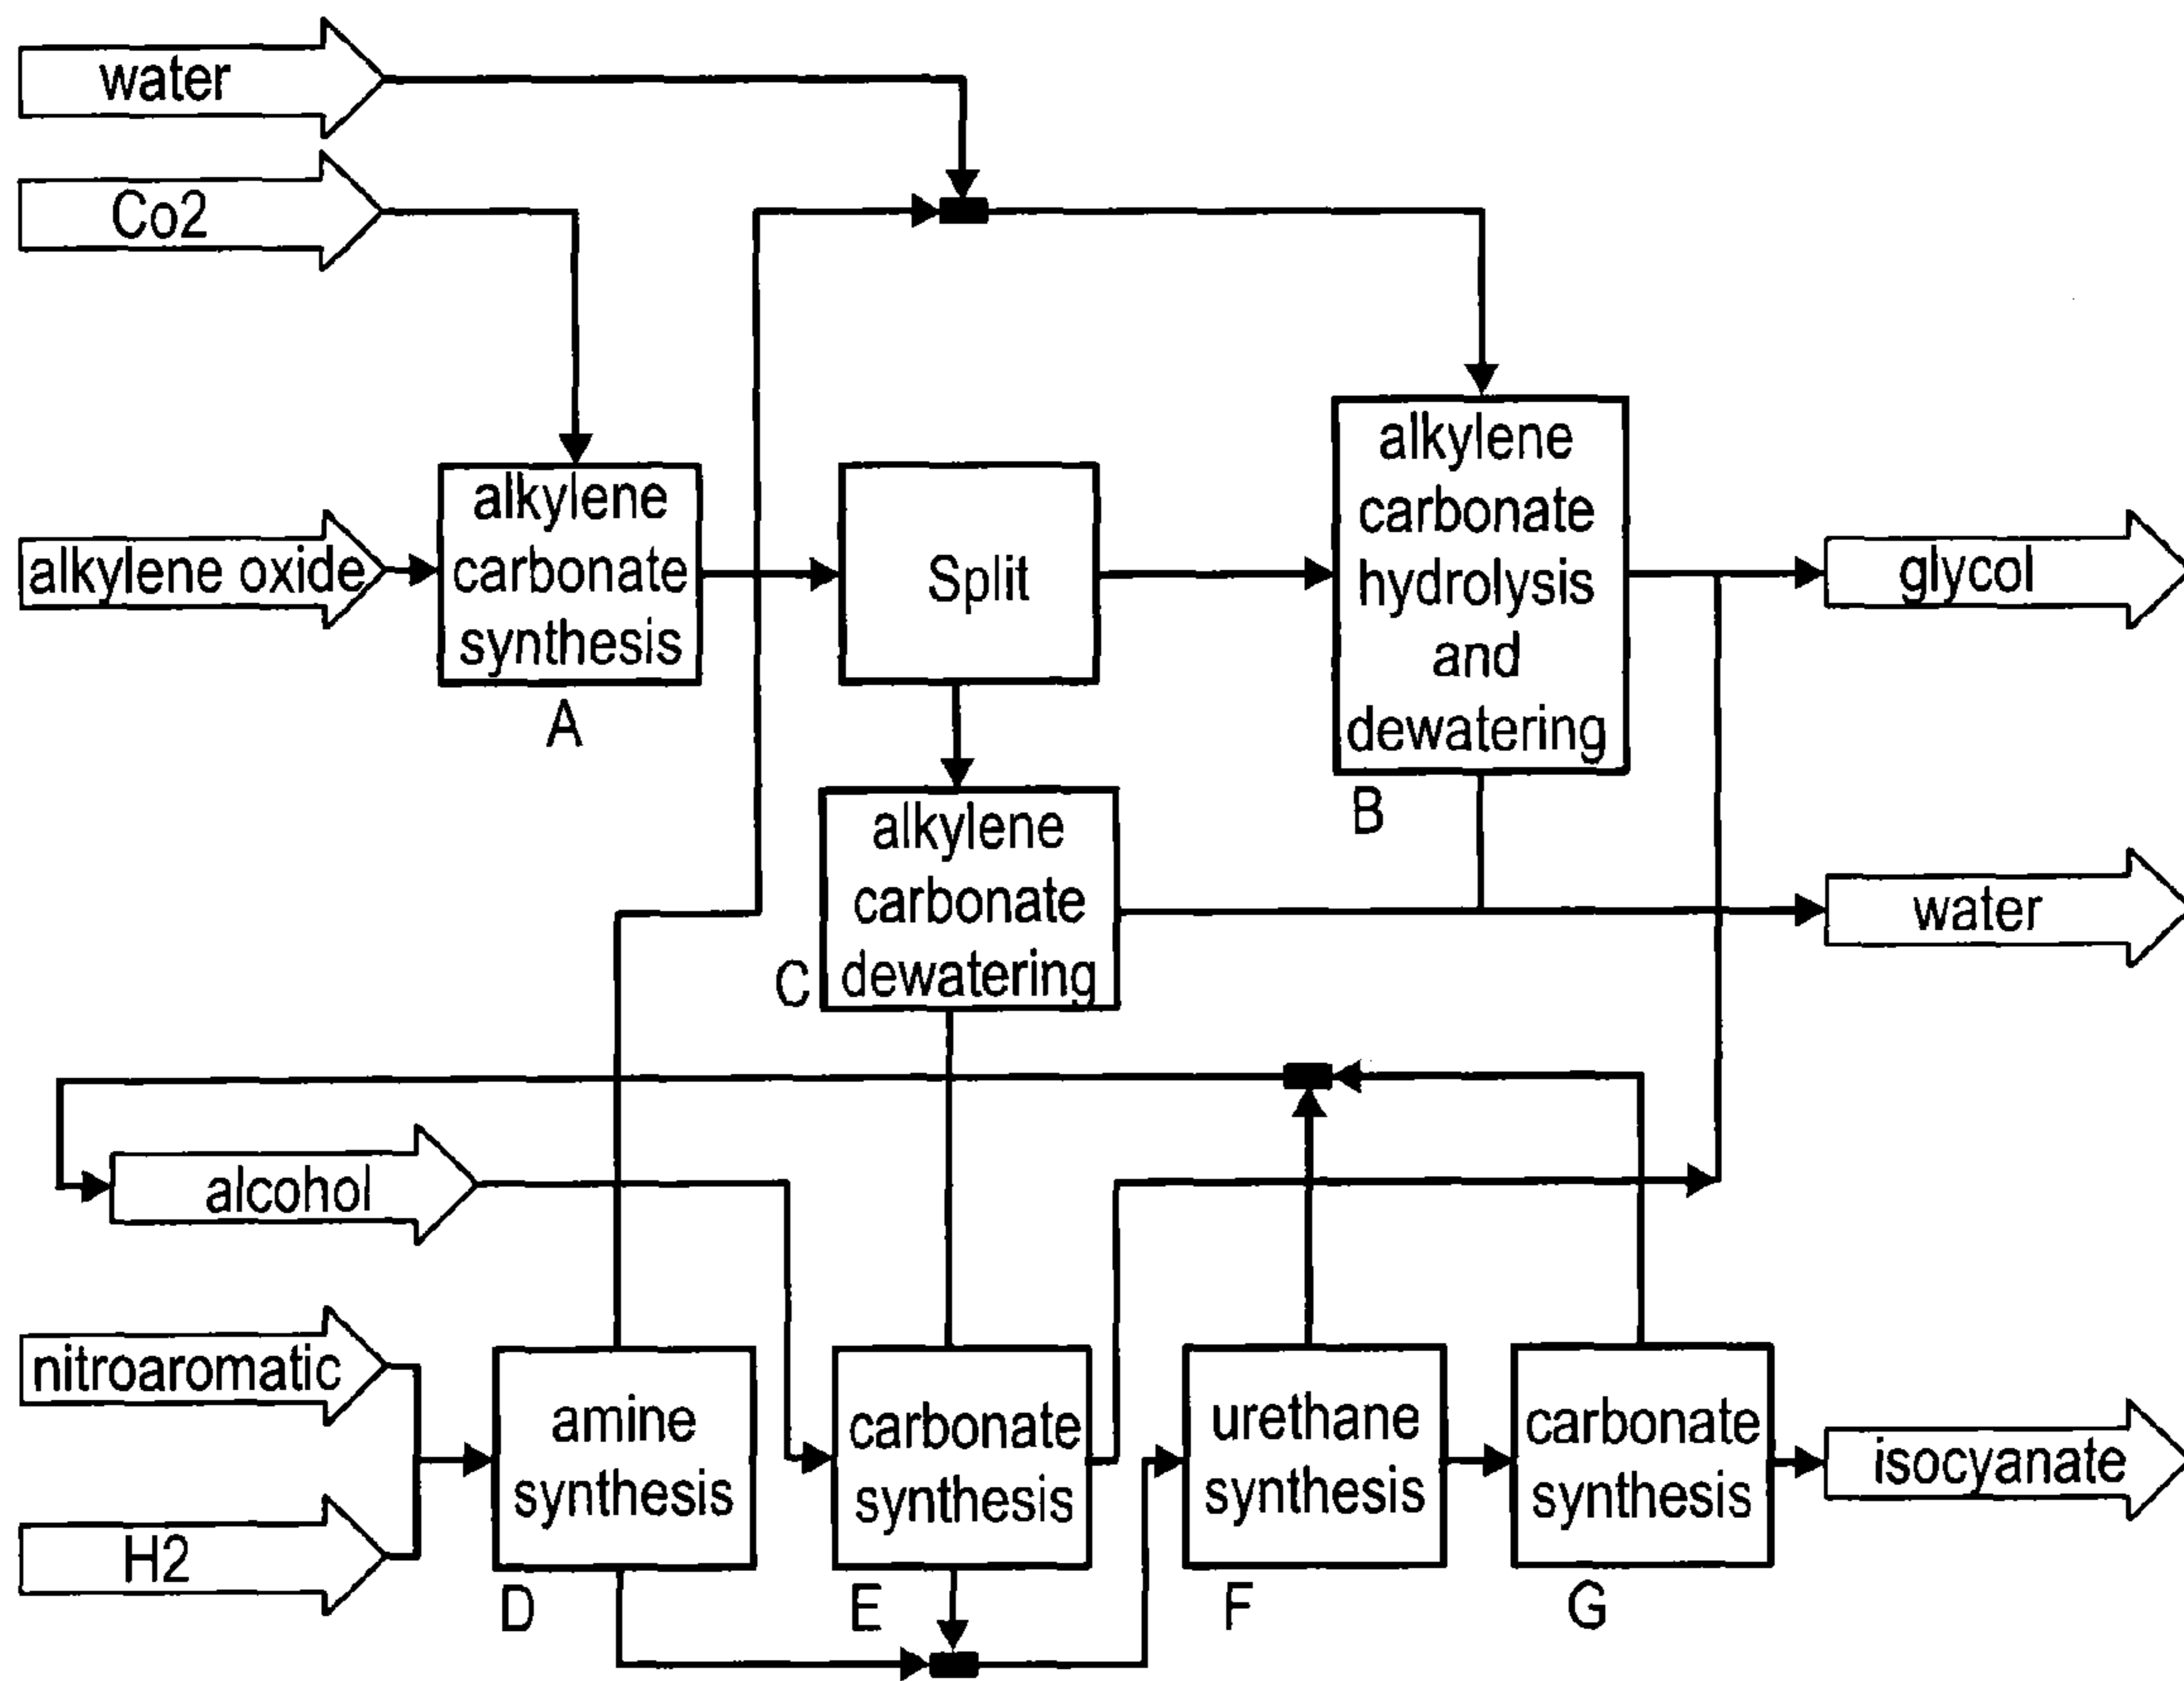 water
Co2
alkylene oxide
alkylene
carbonate
synthesis
A
Split
alkylene
carbonate
hydrolysis
and
dewatering
B
glycol
alkylene
carbonate
dewatering
C
water
alcohol
nitroaromatic
H2
amine
synthesis
D
carbonate
synthesis
E
urethane
synthesis
F
carbonate
synthesis
G
isocyanate